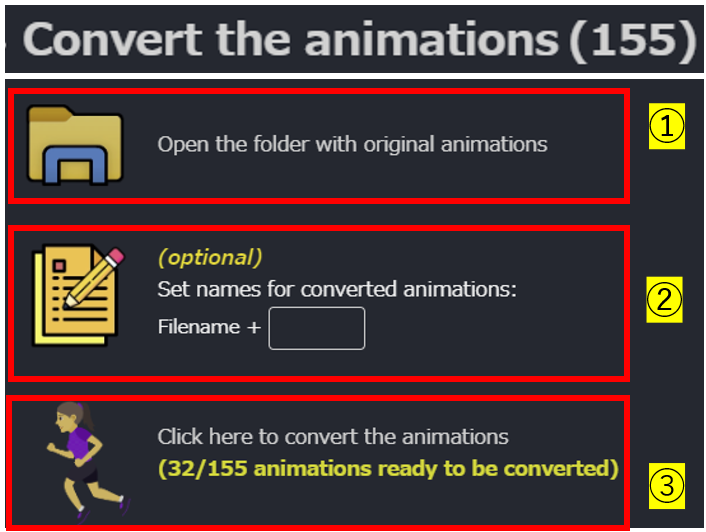 Convert the animations (155)
Open the folder with original animations
①
(optional)
Set names for converted animations:
Filename +
②
Click here to convert the animations
(32/155 animations ready to be converted)
③